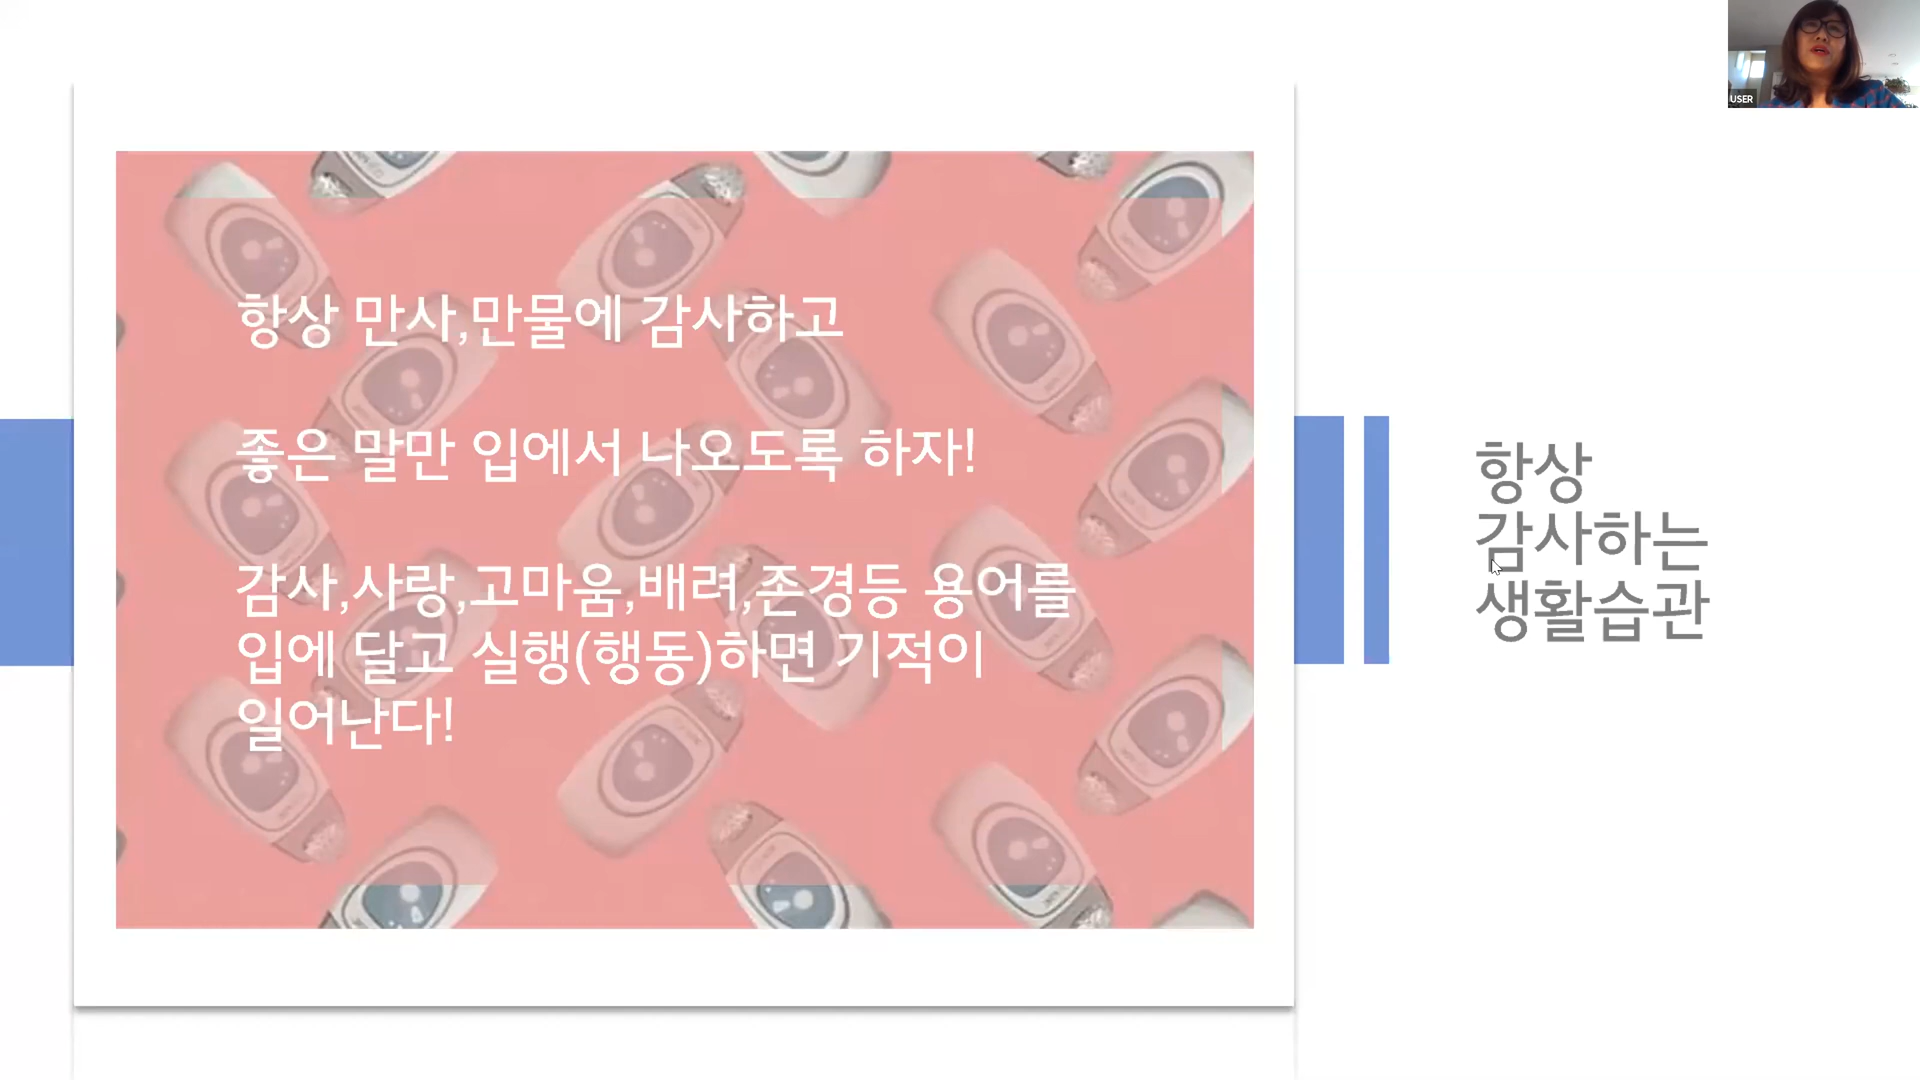 항상 만사,만물에 감사하고
좋은 말만 입에서 나오도록 하자!
감사,사랑,고마움,배려,존경등 용어를
입에 달고 실행(행동)하면 기적이
일어난다!
항상
감사하는
생활습관
USER